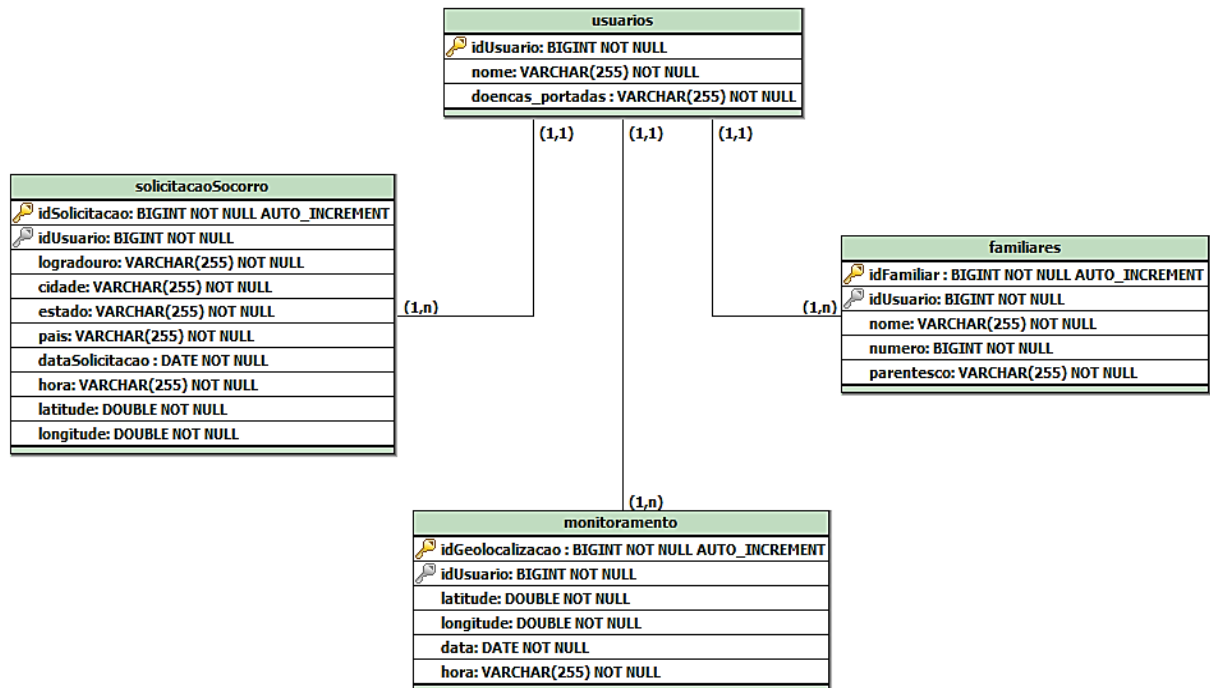 usuarios
idUsuario: BIGINT NOT NULL
nome: VARCHAR(255) NOT NULL
doencas_portadas : VARCHAR(255) NOT NULL
(1,1)
(1,1)
(1,1)
solicitacaoSocorro
idSolicitacao: BIGINT NOT NULL AUTO_INCREMENT
idUsuario: BIGINT NOT NULL
logradouro: VARCHAR(255) NOT NULL
cidade: VARCHAR(255) NOT NULL
estado: VARCHAR(255) NOT NULL
pais: VARCHAR(255) NOT NULL
dataSolicitacao : DATE NOT NULL
hora: VARCHAR(255) NOT NULL
latitude: DOUBLE NOT NULL
longitude: DOUBLE NOT NULL
(1,n)
(1,n)
familiares
idFamiliar : BIGINT NOT NULL AUTO_INCREMENT
idUsuario: BIGINT NOT NULL
nome: VARCHAR(255) NOT NULL
numero: BIGINT NOT NULL
parentesco: VARCHAR(255) NOT NULL
(1,n)
monitoramento
idGeolocalizacao : BIGINT NOT NULL AUTO_INCREMENT
idUsuario: BIGINT NOT NULL
latitude: DOUBLE NOT NULL
longitude: DOUBLE NOT NULL
data: DATE NOT NULL
hora: VARCHAR(255) NOT NULL